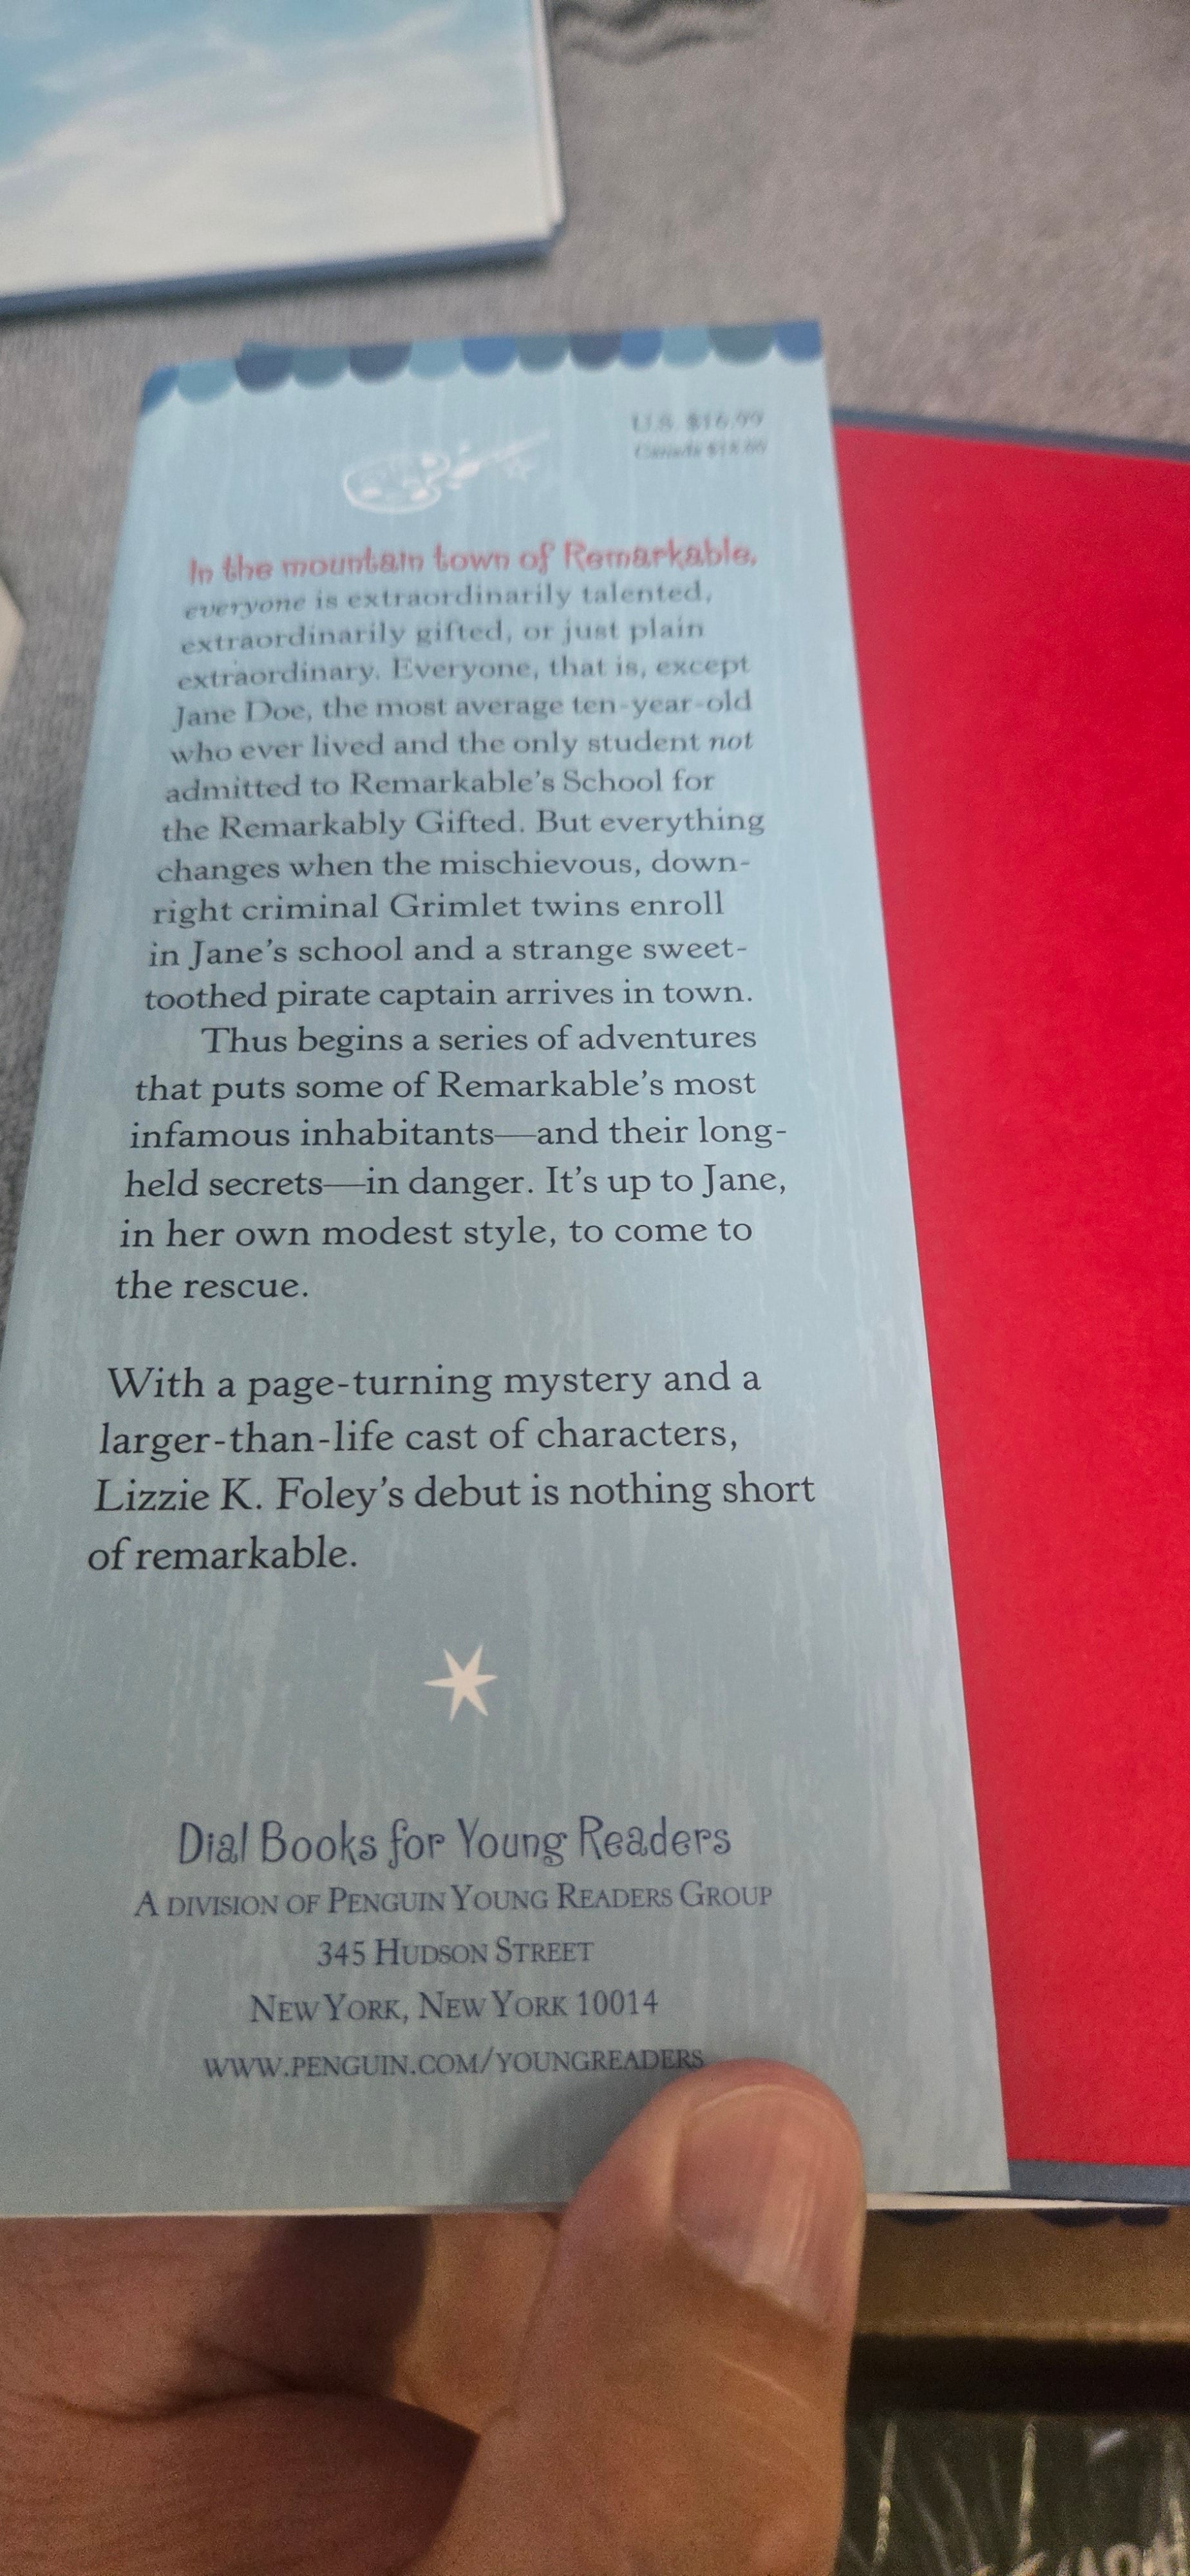 U.S. $16.99
Canada $18.00
In the mountain town of Remarkable,
everyone is extraordinarily talented,
extraordinarily gifted, or just plain
extraordinary. Everyone, that is, except
Jane Doe, the most average ten-year-old
who ever lived and the only student not
admitted to Remarkable's School for
the Remarkably Gifted. But everything
changes when the mischievous, down-
right criminal Grimlet twins enroll
in Jane's school and a strange sweet-
toothed pirate captain arrives in town.
Thus begins a series of adventures
that puts some of Remarkable's most
infamous inhabitants—and their long-
held secrets—in danger. It's up to Jane,
in her own modest style, to come to
the rescue.
With a page-turning mystery and a
larger-than-life cast of characters,
Lizzie K. Foley's debut is nothing short
of remarkable.
Dial Books for Young Readers
A DIVISION OF PENGUIN YOUNG READERS GROUP
345 HUDSON STREET
NEW YORK, NEW YORK 10014
WWW.PENGUIN.COM/YOUNGREADERS